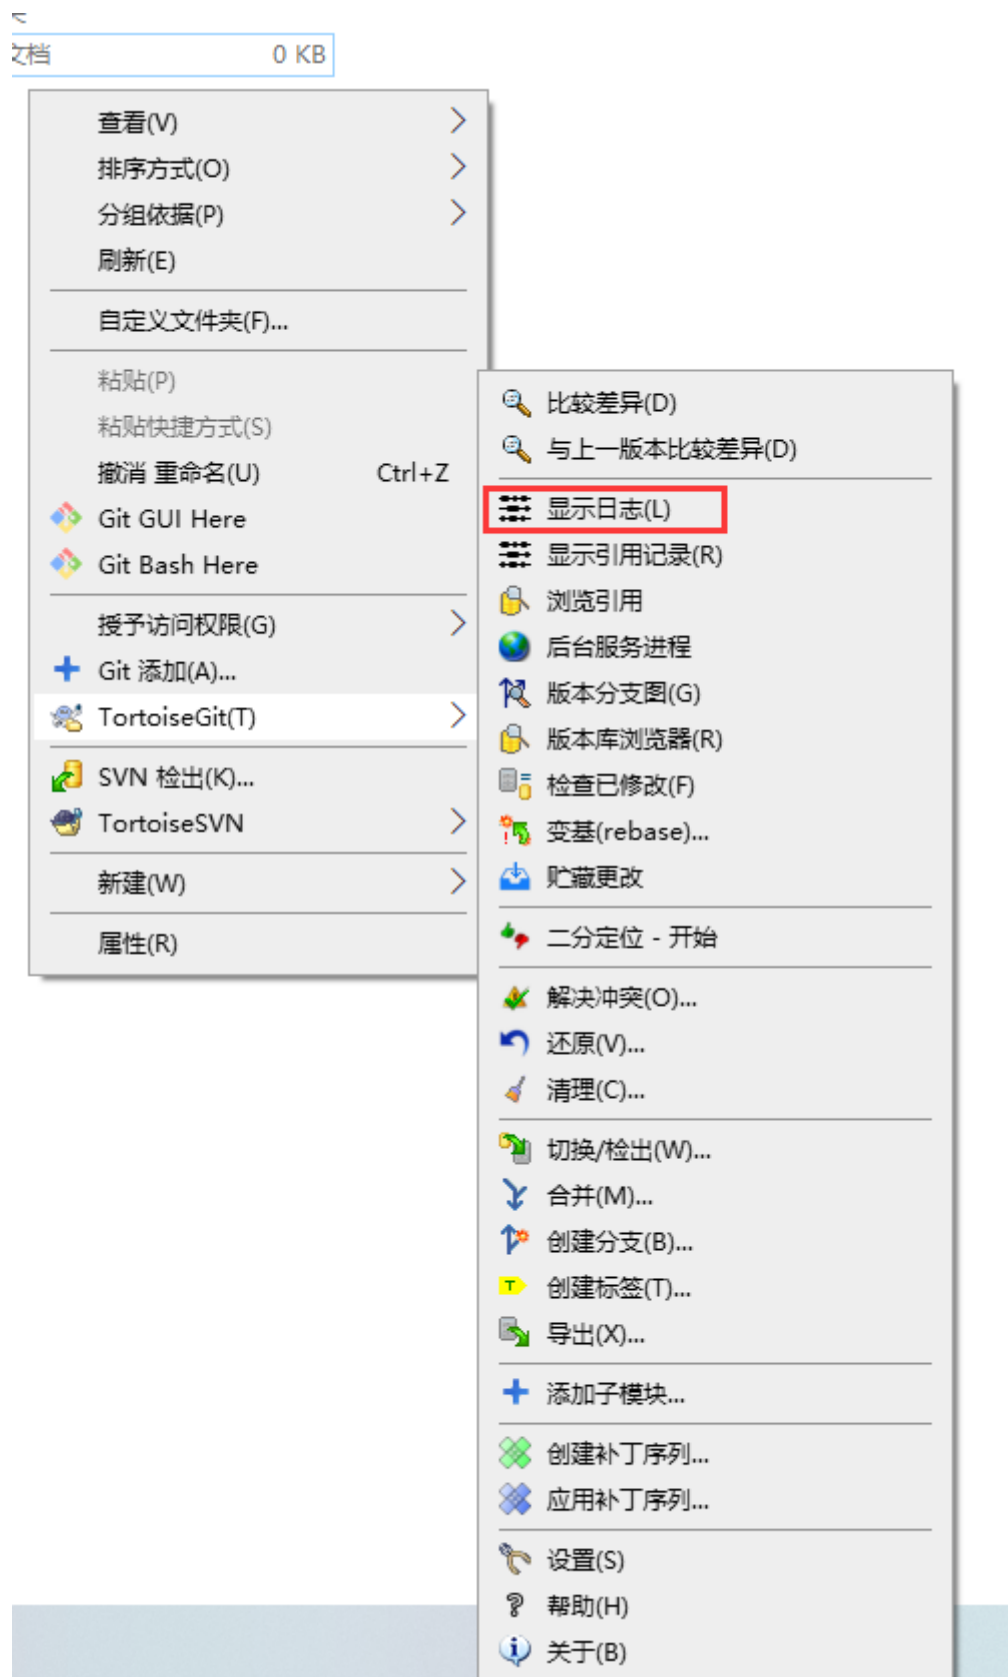 文档 0 KB
查看(V)
排序方式(O)
分组依据(P)
刷新(E)
自定义文件夹(F)...
粘贴(P)
粘贴快捷方式(S)
撤消 重命名(U) Ctrl+Z
Git GUI Here
Git Bash Here
授予访问权限(G)
Git 添加(A)...
TortoiseGit(T)
SVN 检出(K)...
TortoiseSVN
新建(W)
属性(R)
比较差异(D)
与上一版本比较差异(D)
显示日志(L)
显示引用记录(R)
浏览引用
后台服务进程
版本分支图(G)
版本库浏览器(R)
检查已修改(F)
变基(rebase)...
贮藏更改
二分定位 - 开始
解决冲突(O)...
还原(V)...
清理(C)...
切换/检出(W)...
合并(M)...
创建分支(B)...
创建标签(T)...
导出(X)...
添加子模块...
创建补丁序列...
应用补丁序列...
设置(S)
帮助(H)
关于(B)